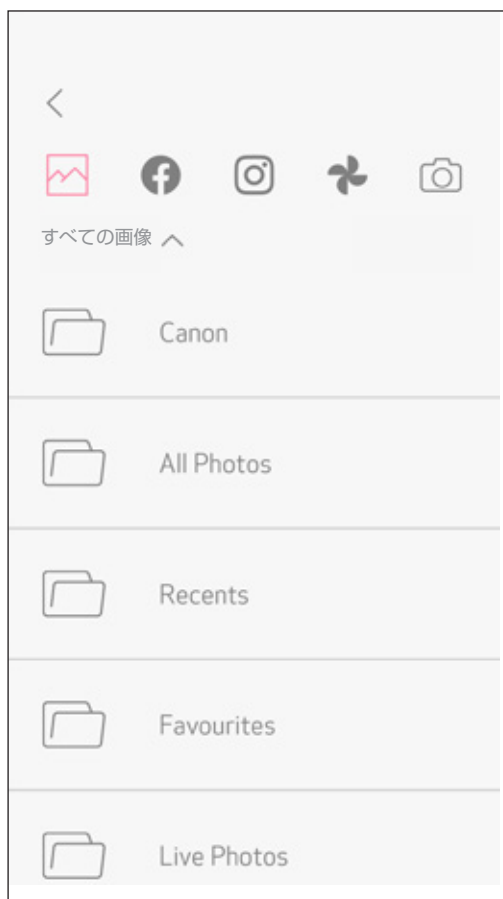 すべての画像
Canon
All Photos
Recents
Favourites
Live Photos